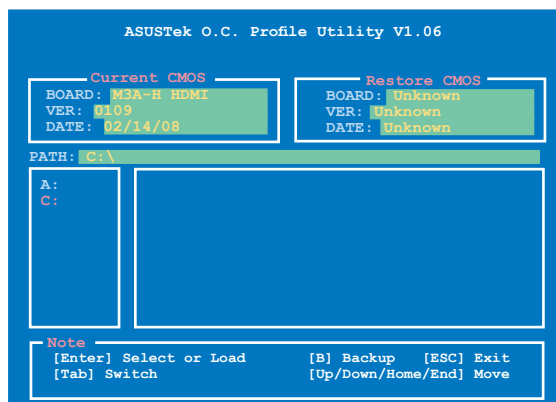 ASUSTek O.C. Profile Utility V1.06
Current CMOS
BOARD: M3A-H HDMI
VER: 0109
DATE: 02/14/08
Restore CMOS
BOARD: Unknown
VER: Unknown
DATE: Unknown
PATH: C:\
A:
C:
Note
[Enter] Select or Load [B] Backup [ESC] Exit
[Tab] Switch [Up/Down/Home/End] Move